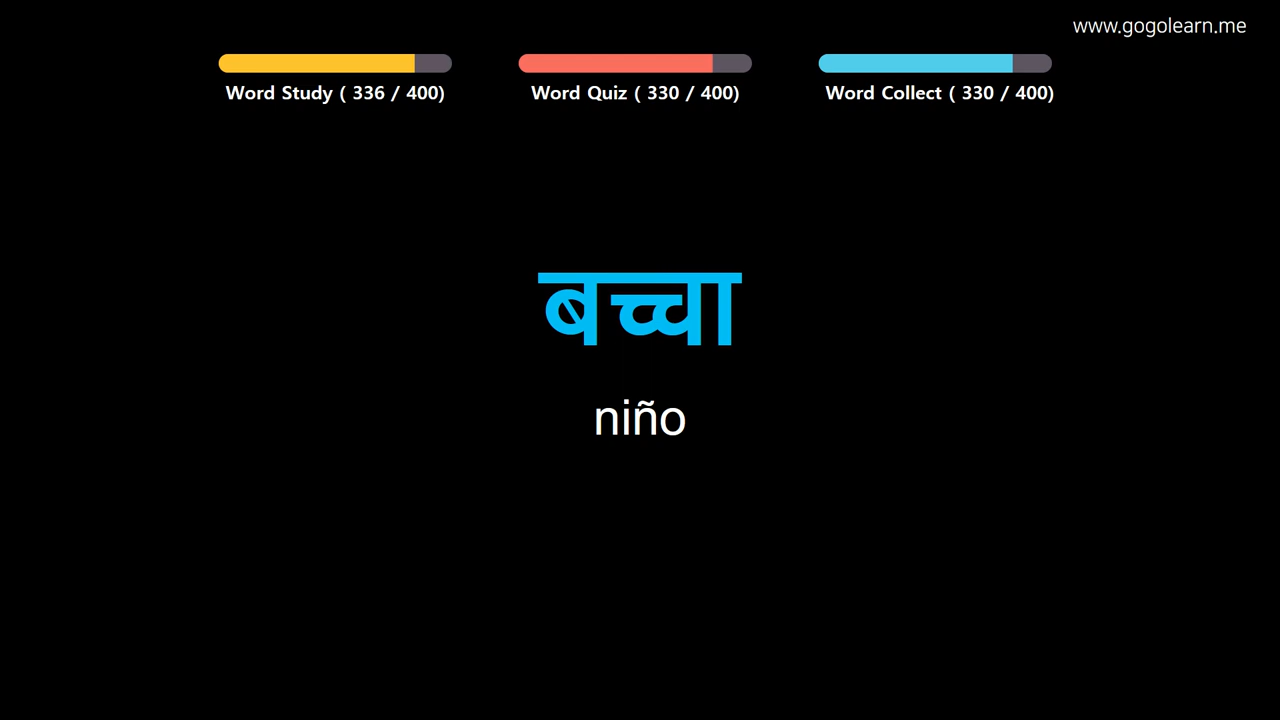 www.gogolearn.me
Word Study ( 336 / 400)
Word Quiz ( 330 / 400)
Word Collect ( 330 / 400)
बच्चा
niño